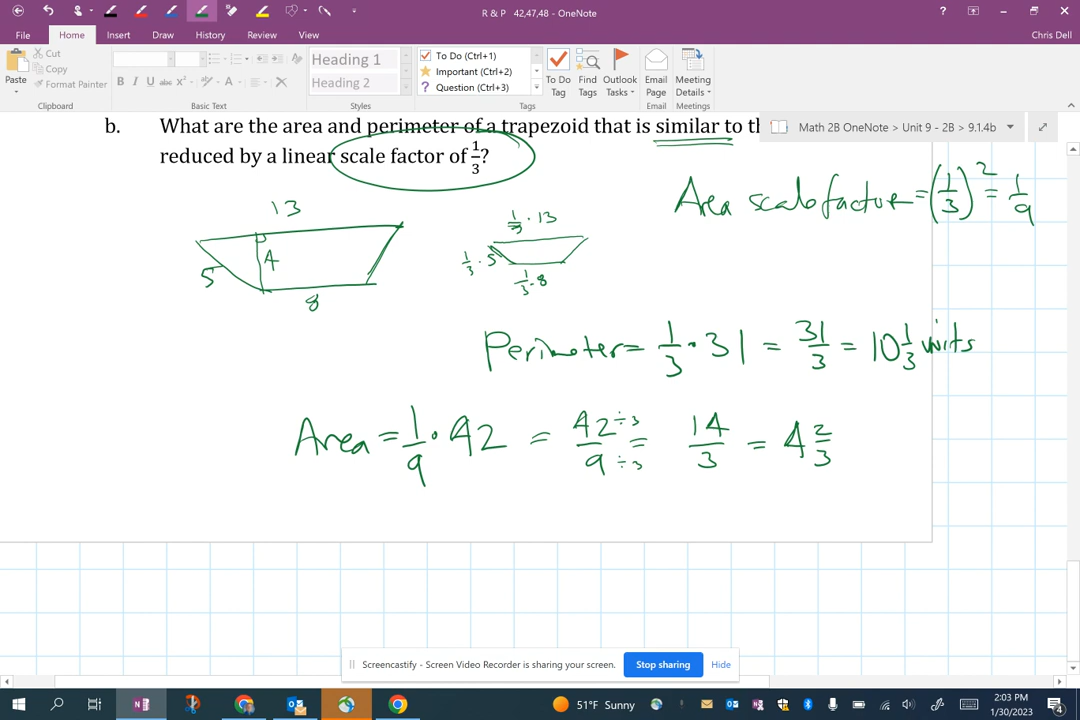 R & P 42,47,48 - OneNote
Chris Dell
File Home Insert Draw History Review View
Paste
Cut
Copy
Format Painter
Clipboard
B I U abc x² A
Basic Text
Heading 1
Heading 2
Styles
To Do (Ctrl+1)
Important (Ctrl+2)
Question (Ctrl+3)
To Do Tag
Find Tags
Outlook Tasks
Tags
Email Page
Email
Meeting Details
Meetings
Math 2B OneNote > Unit 9 - 2B > 9.1.4b
b. What are the area and perimeter of a trapezoid that is similar to
reduced by a linear scale factor of 1/3?
Area scale factor = (1/3)² = 1/9
13
5
4
8
1/3 · 13
1/3 · 5
1/3 · 8
Perimeter = 1/3 · 31 = 31/3 = 10 1/3 units
Area = 1/9 · 42 = 42÷3/9÷3 = 14/3 = 4 2/3
Screencastify - Screen Video Recorder is sharing your screen.
Stop sharing
Hide
51°F Sunny
2:03 PM
1/30/2023
4